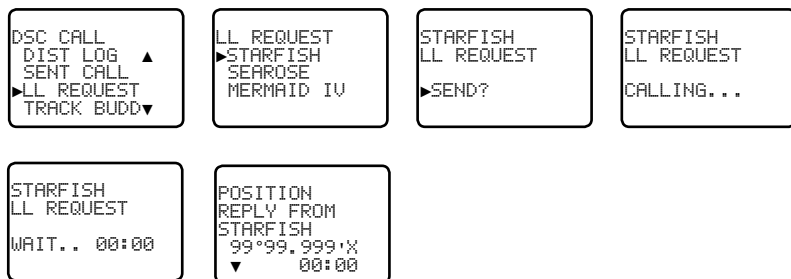 DSC CALL
DIST LOG ▲
SENT CALL
►LL REQUEST
TRACK BUDD▼
LL REQUEST
►STARFISH
SEAROSE
MERMAID IV
STARFISH
LL REQUEST
►SEND?
STARFISH
LL REQUEST
CALLING...
STARFISH
LL REQUEST
WAIT.. 00:00
POSITION
REPLY FROM
STARFISH
99°99.999'X
▼ 00:00